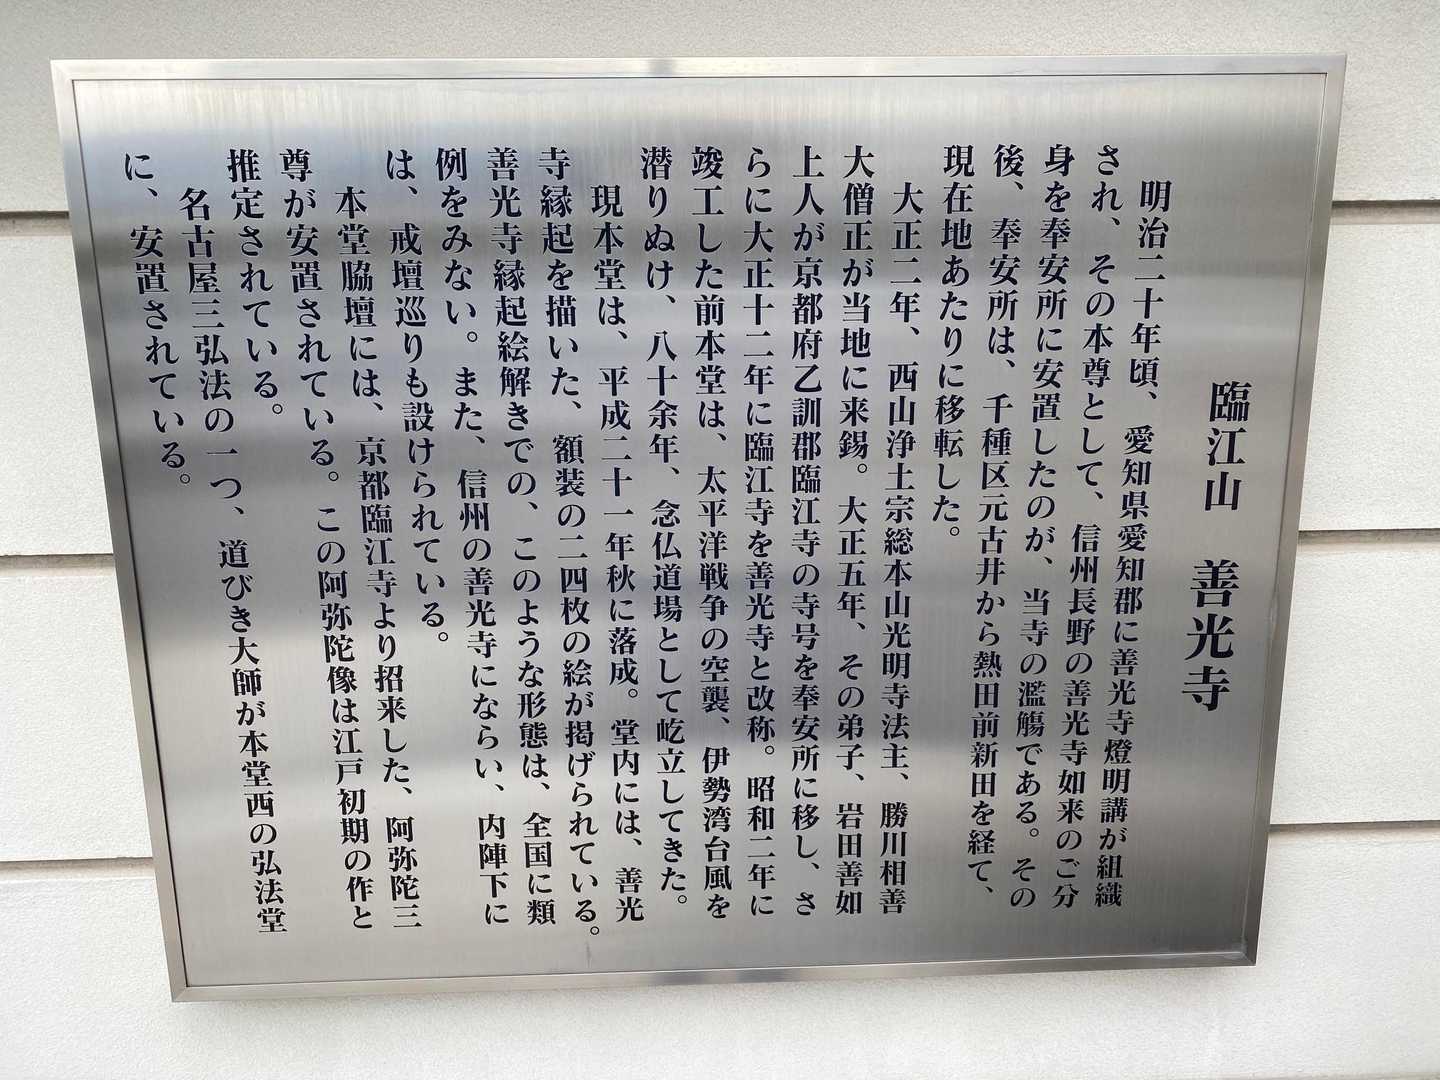 臨江山　善光寺
明治二十年頃、愛知県愛知郡に善光寺燈明講が組織
され、その本尊として、信州長野の善光寺如来のご分
身を奉安所に安置したのが、当寺の濫觴である。その
後、奉安所は、千種区元古井から熱田前新田を経て、
現在地あたりに移転した。
大正二年、西山浄土宗総本山光明寺法主、勝川相善
大僧正が当地に来錫。大正五年、その弟子、岩田善如
上人が京都府乙訓郡臨江寺の寺号を奉安所に移し、さ
らに大正十二年に臨江寺を善光寺と改称。昭和二年に
竣工した前本堂は、太平洋戦争の空襲、伊勢湾台風を
潜りぬけ、八十余年、念仏道場として屹立してきた。
現本堂は、平成二十一年秋に落成。堂内には、善光
寺縁起を描いた、額装の二四枚の絵が掲げられている。
善光寺縁起絵解きでの、このような形態は、全国に類
例をみない。また、信州の善光寺にならい、内陣下に
は、戒壇巡りも設けられている。
本堂脇壇には、京都臨江寺より招来した、阿弥陀三
尊が安置されている。この阿弥陀像は江戸初期の作と
推定されている。
名古屋三弘法の一つ、道びき大師が本堂西の弘法堂
に、安置されている。